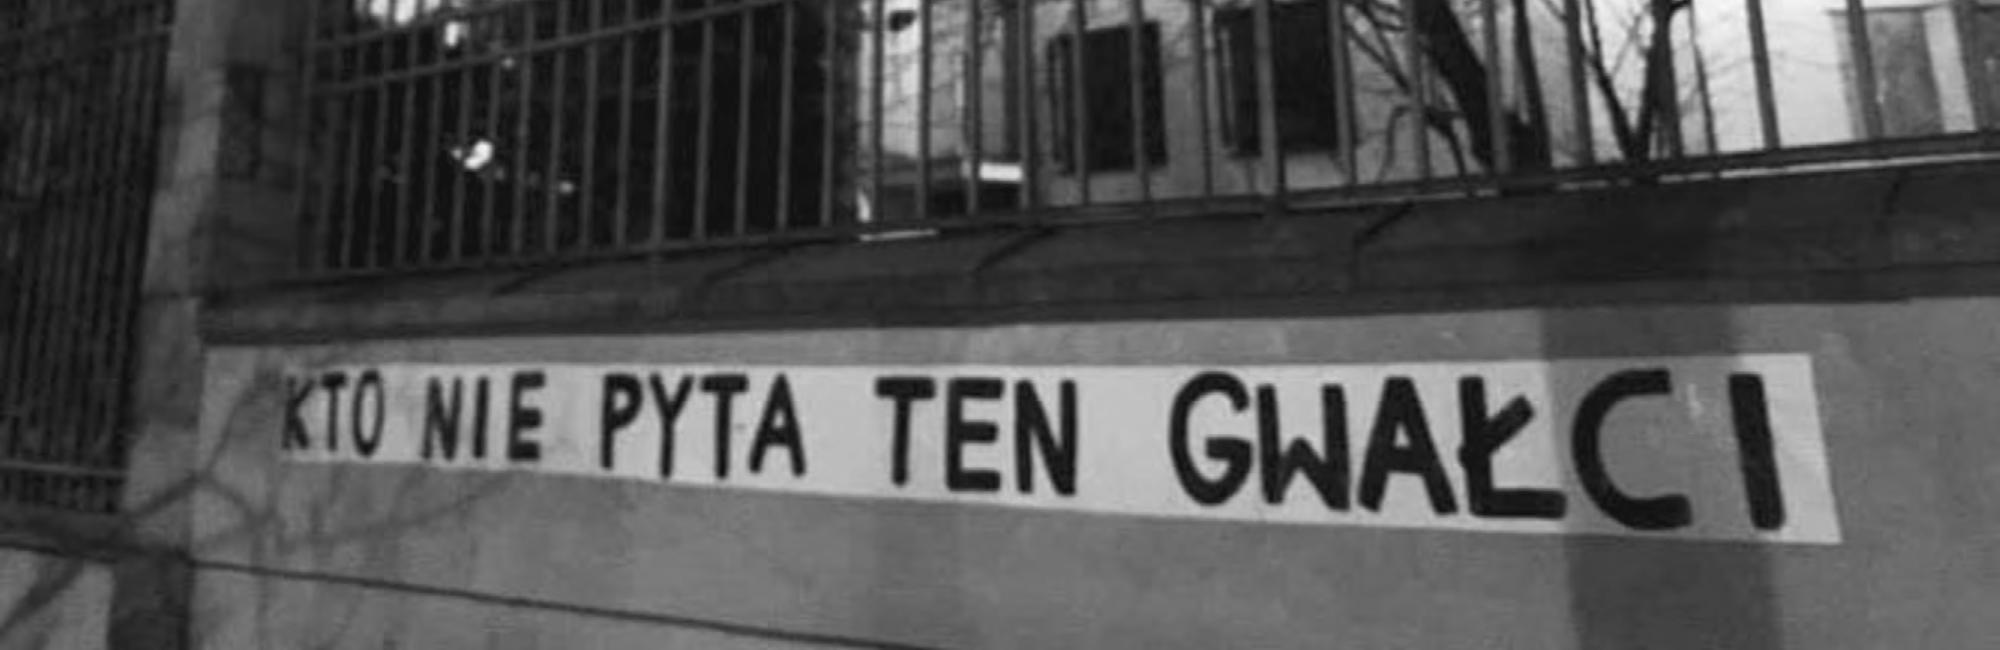 KTO NIE PYTA TEN GWAŁCI